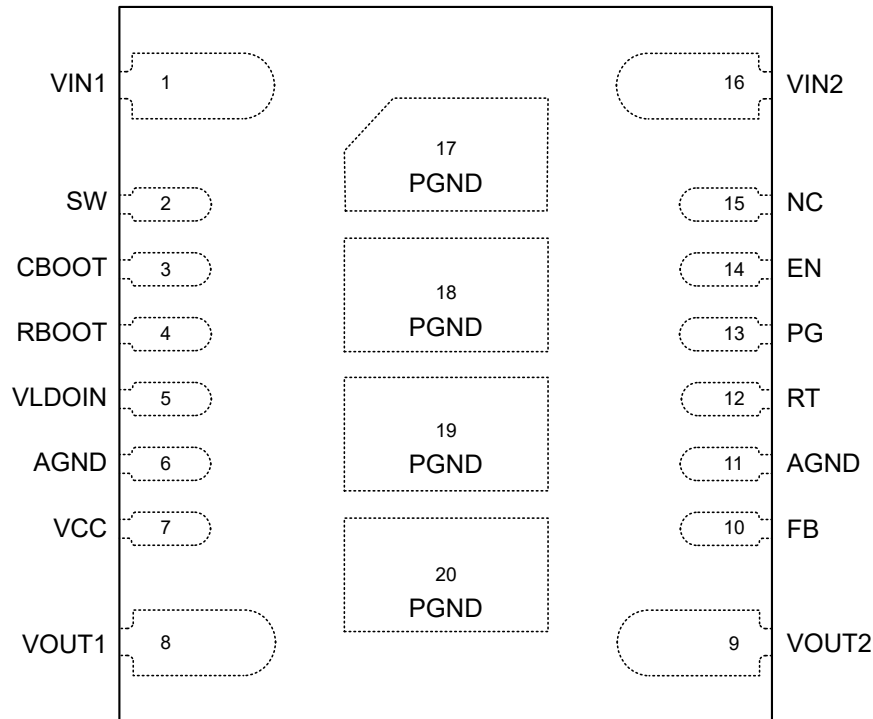 VIN1 1 16 VIN2
17
PGND
SW 2 15 NC
CBOOT 3 14 EN
18
PGND
RBOOT 4 13 PG
VLDOIN 5 12 RT
19
PGND
AGND 6 11 AGND
VCC 7 10 FB
20
PGND
VOUT1 8 9 VOUT2